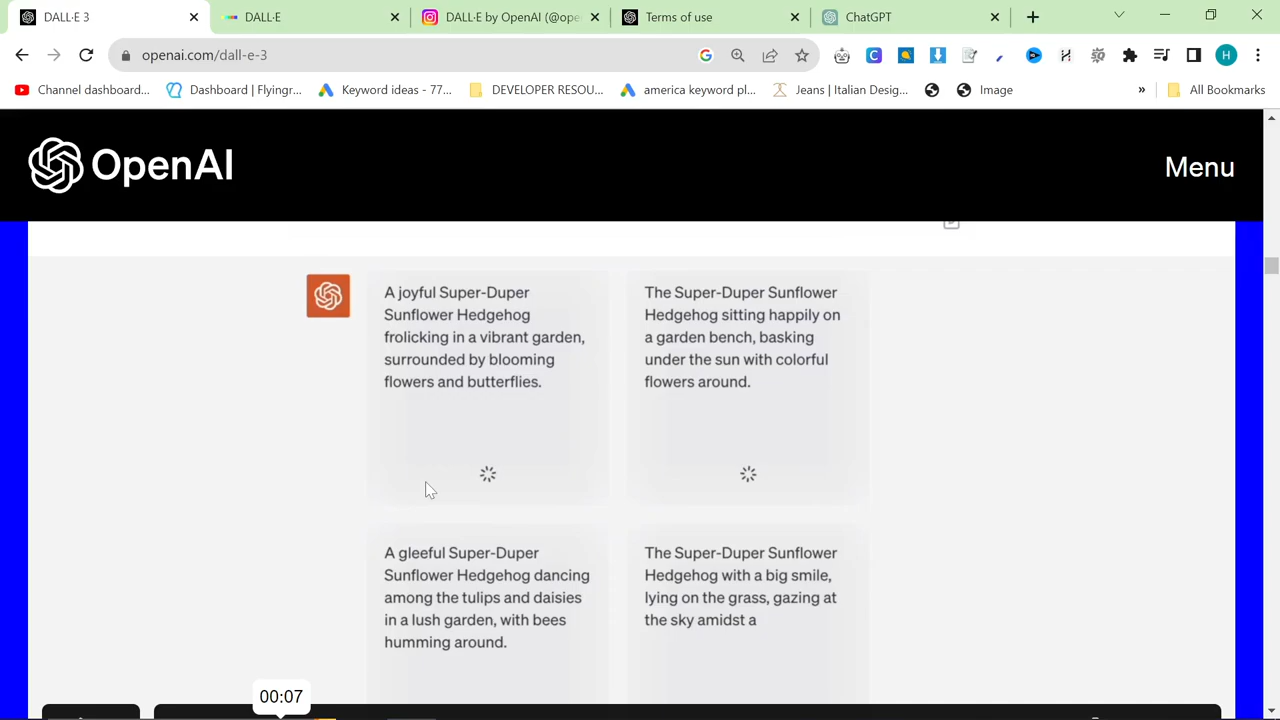 DALL·E 3
DALL·E
DALL·E by OpenAI (@ope
Terms of use
ChatGPT
openai.com/dall-e-3
Channel dashboard...
Dashboard | Flyingr...
Keyword ideas - 77...
DEVELOPER RESOU...
america keyword pl...
Jeans | Italian Desig...
Image
»
All Bookmarks
OpenAI
Menu
A joyful Super-Duper
Sunflower Hedgehog
frolicking in a vibrant garden,
surrounded by blooming
flowers and butterflies.
The Super-Duper Sunflower
Hedgehog sitting happily on
a garden bench, basking
under the sun with colorful
flowers around.
A gleeful Super-Duper
Sunflower Hedgehog dancing
among the tulips and daisies
in a lush garden, with bees
humming around.
The Super-Duper Sunflower
Hedgehog with a big smile,
lying on the grass, gazing at
the sky amidst a
00:07